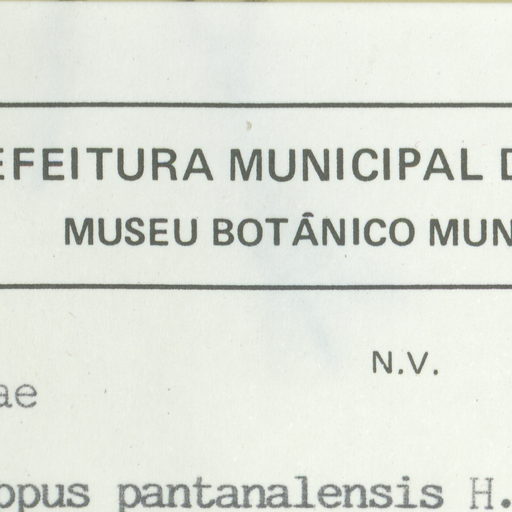 EFEITURA MUNICIPAL D
MUSEU BOTÂNICO MUN
N.V.
ae
opus pantanalensis H.